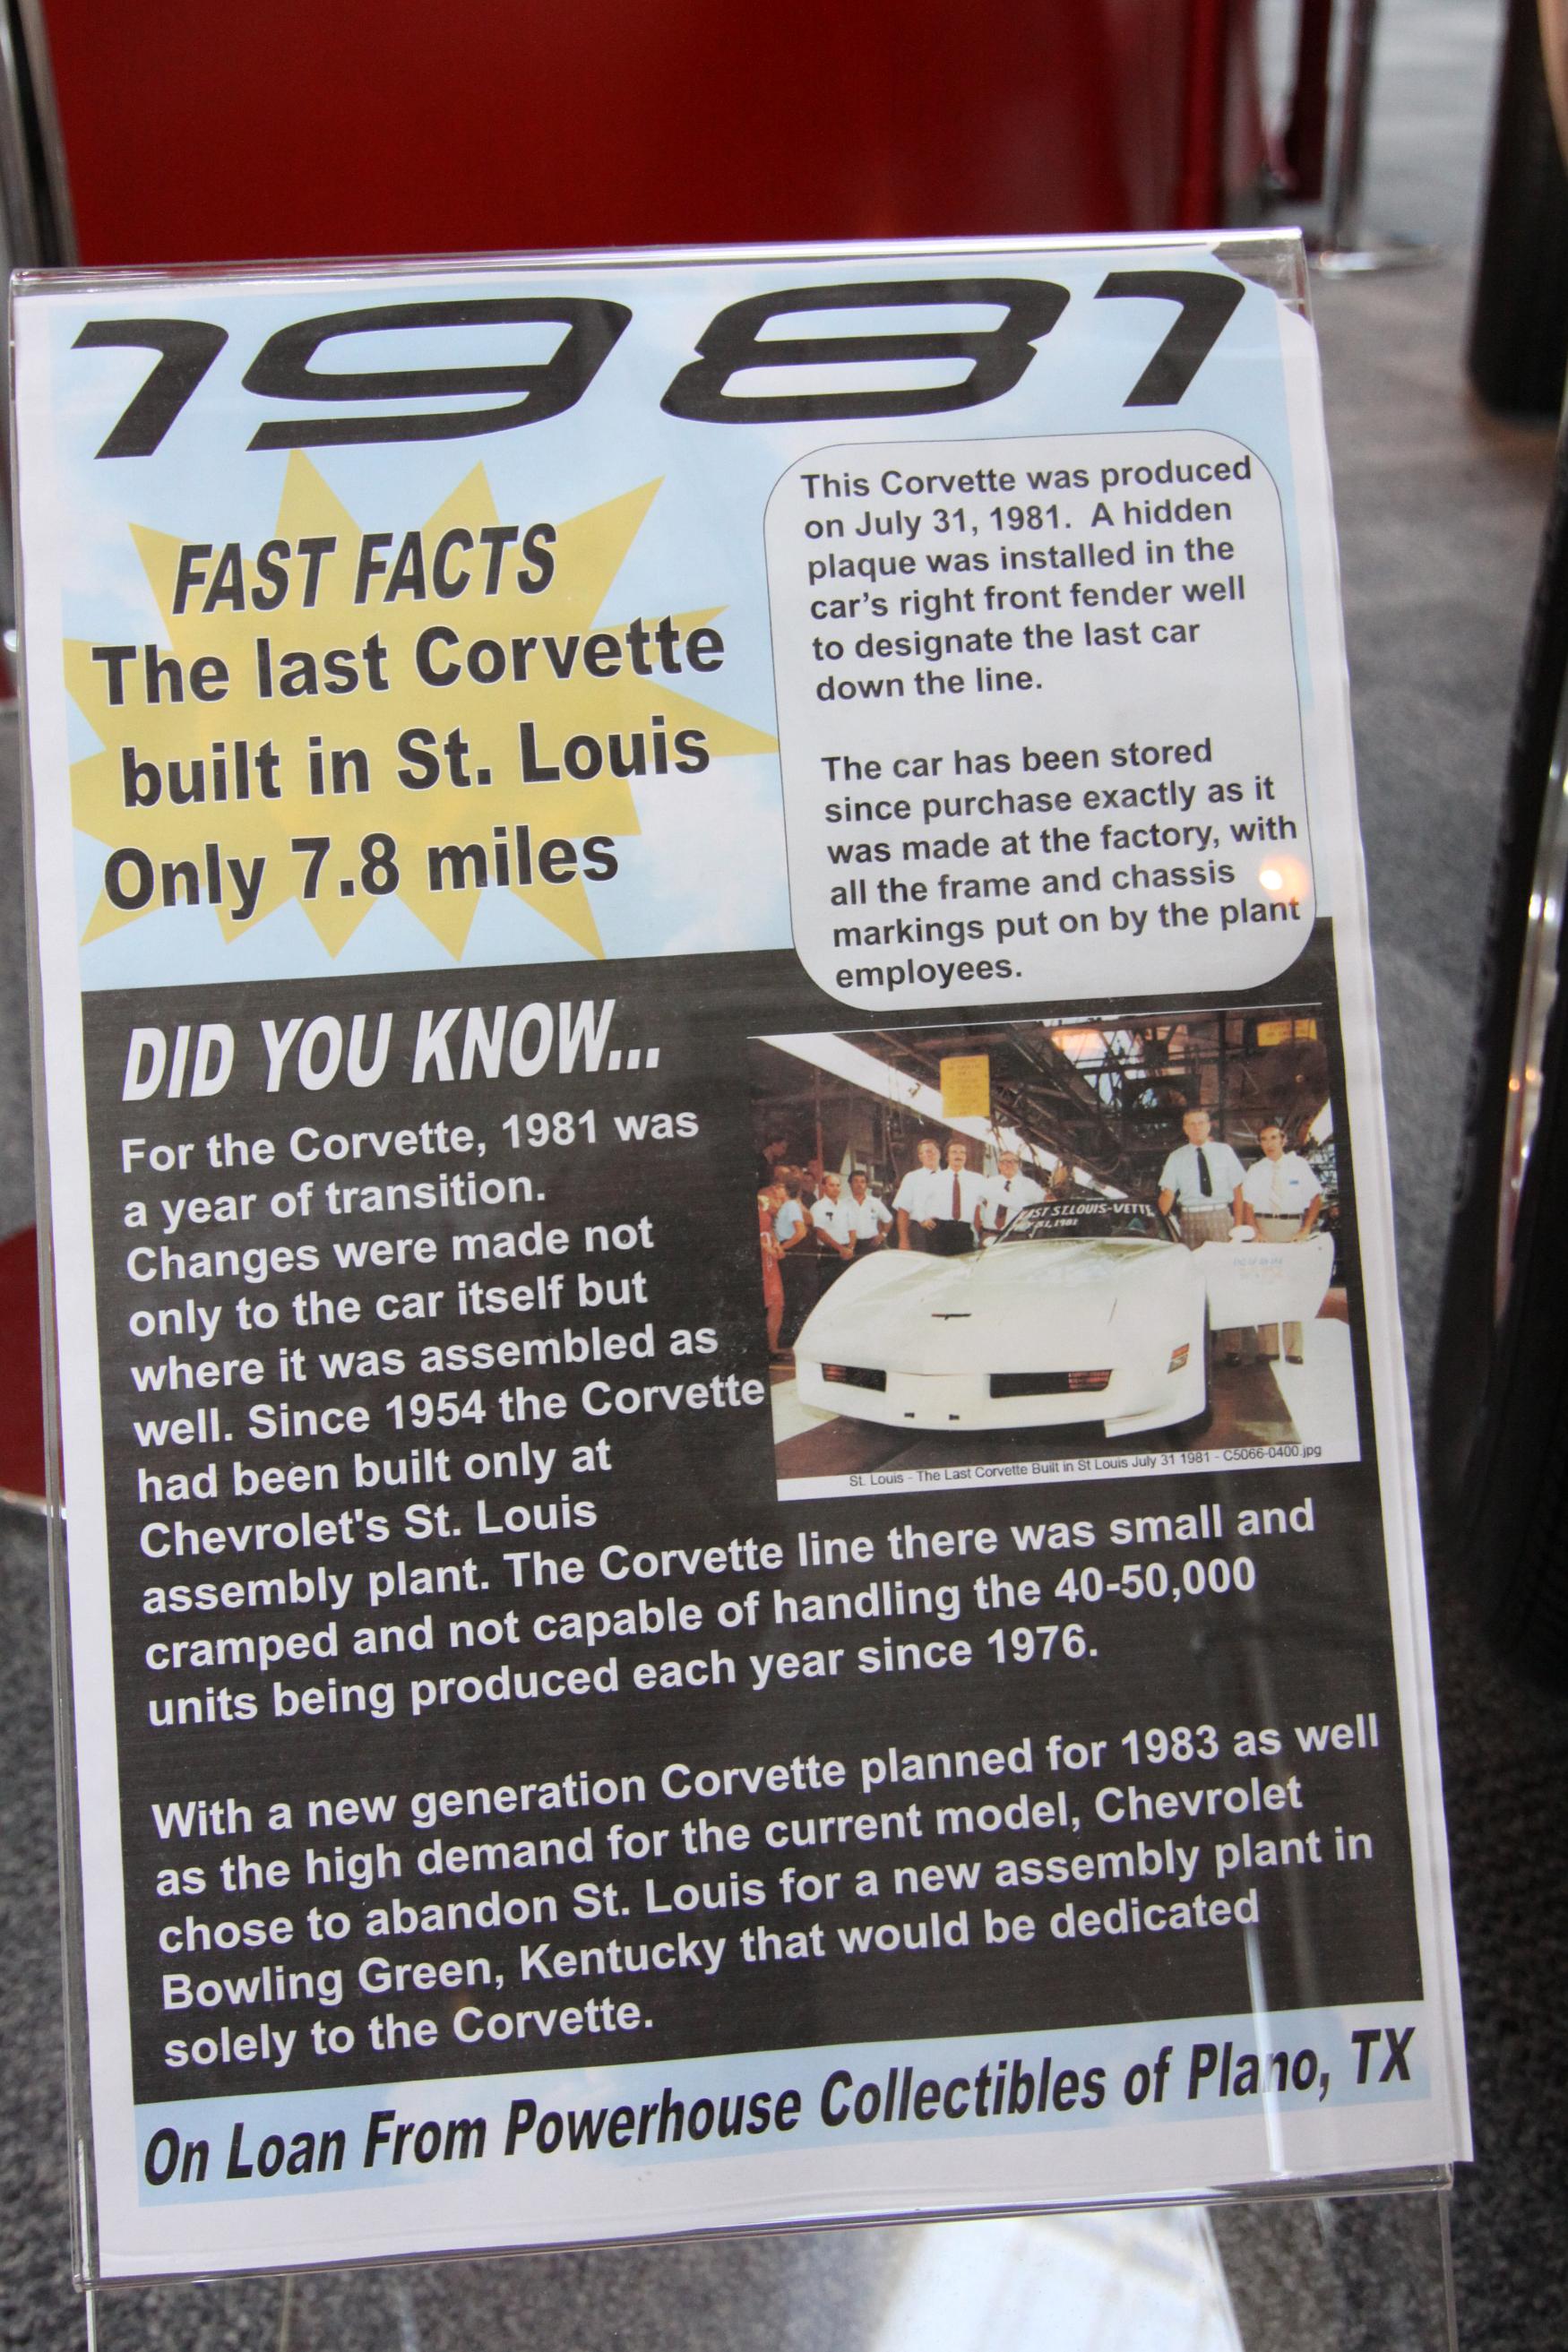 1981
FAST FACTS
The last Corvette
built in St. Louis
Only 7.8 miles
This Corvette was produced
on July 31, 1981. A hidden
plaque was installed in the
car's right front fender well
to designate the last car
down the line.
The car has been stored
since purchase exactly as it
was made at the factory, with
all the frame and chassis
markings put on by the plant
employees.
DID YOU KNOW...
For the Corvette, 1981 was
a year of transition.
Changes were made not
only to the car itself but
where it was assembled as
well. Since 1954 the Corvette
had been built only at
Chevrolet's St. Louis
assembly plant. The Corvette line there was small and
cramped and not capable of handling the 40-50,000
units being produced each year since 1976.
ST.LOUIS-VETTE
31, 1981
St. Louis - The Last Corvette Built in St Louis July 31 1981 - C5066-0400.jpg
With a new generation Corvette planned for 1983 as well
as the high demand for the current model, Chevrolet
chose to abandon St. Louis for a new assembly plant in
Bowling Green, Kentucky that would be dedicated
solely to the Corvette.
On Loan From Powerhouse Collectibles of Plano, TX